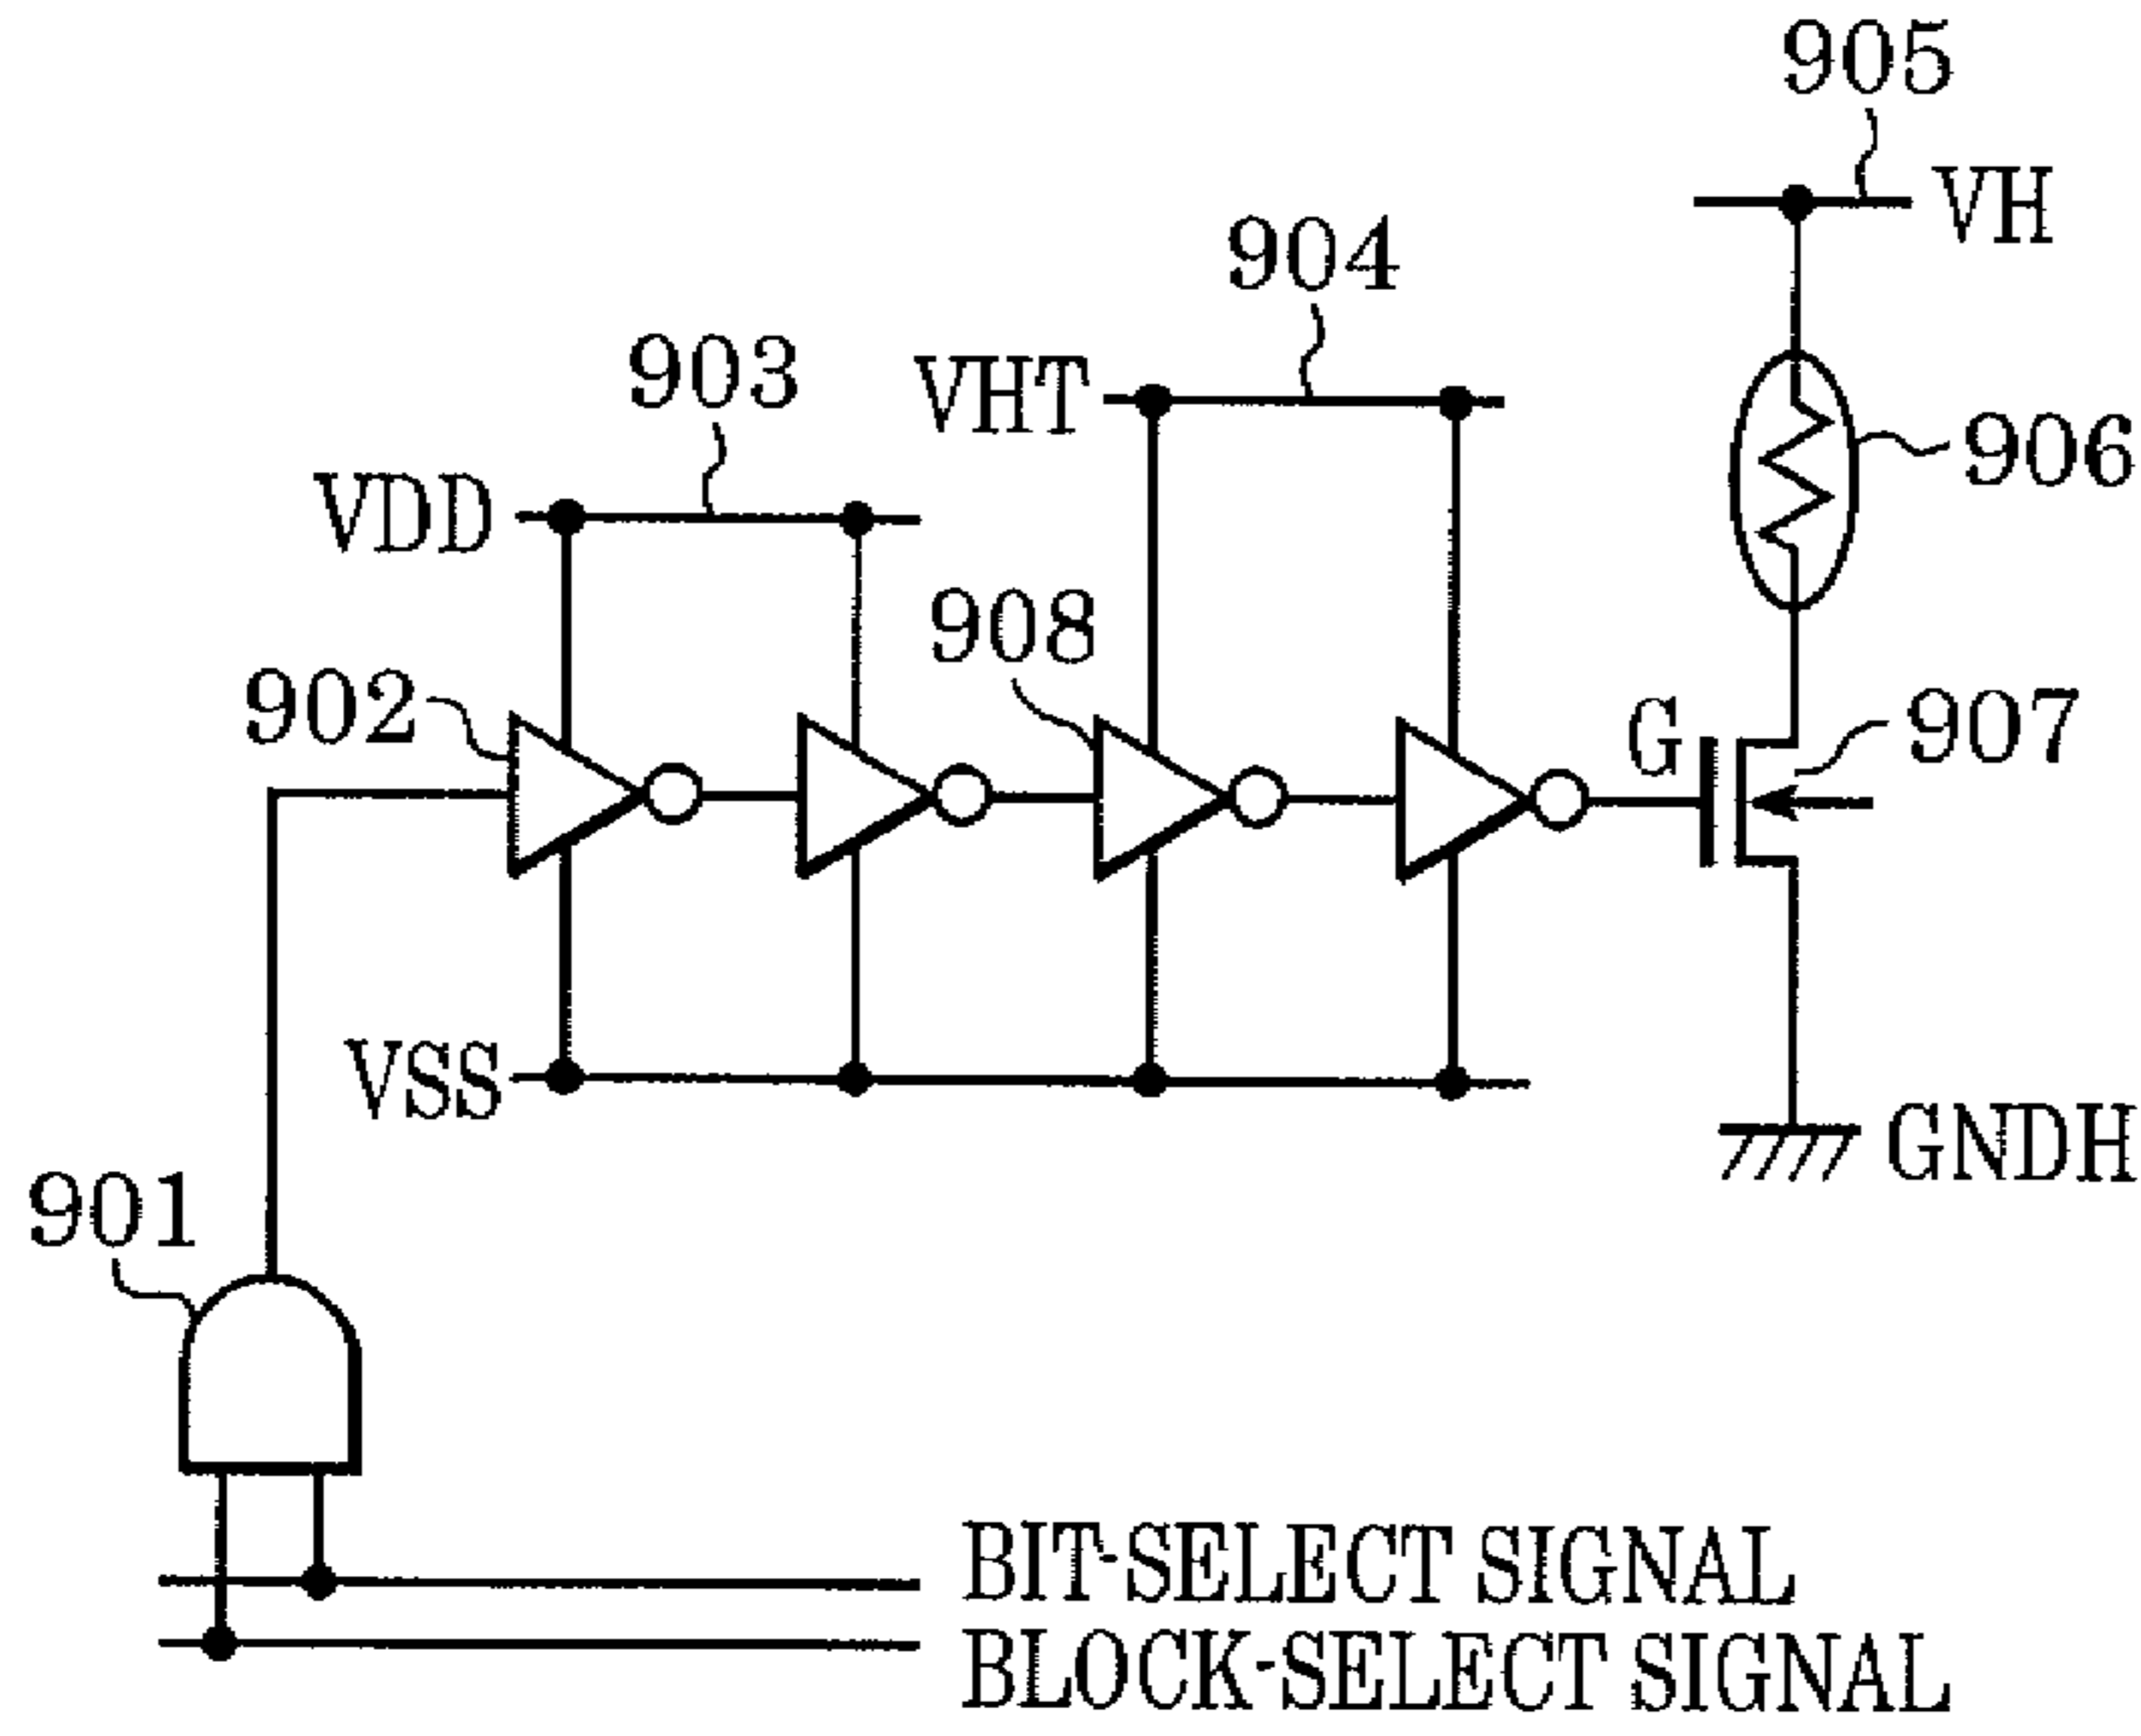 905
VH
904
903
VHT
906
VDD
908
902
G
907
VSS
GNDH
901
BIT-SELECT SIGNAL
BLOCK-SELECT SIGNAL